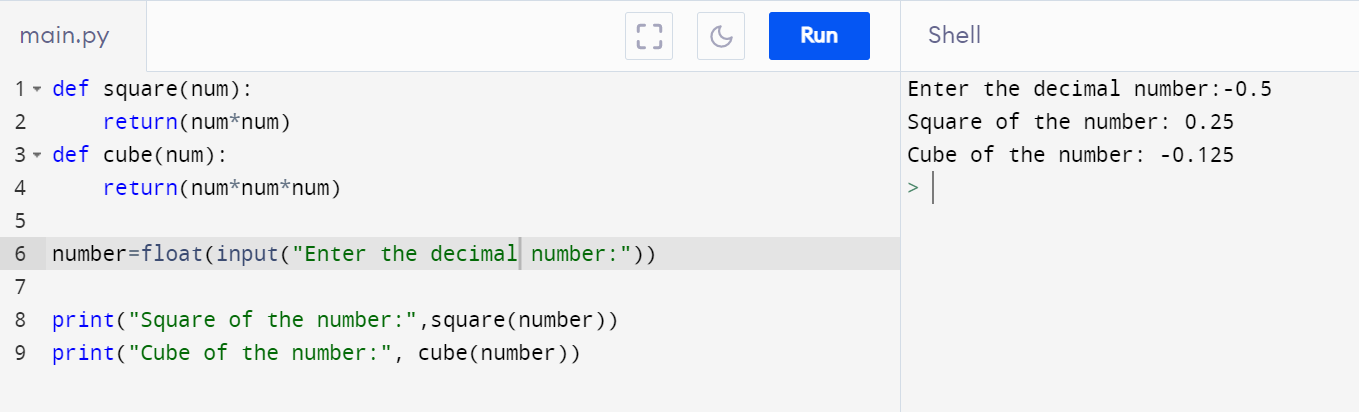 main.py
Run
Shell
1 def square(num):
2     return(num*num)
3 def cube(num):
4     return(num*num*num)
5
6 number=float(input("Enter the decimal number:"))
7
8 print("Square of the number:",square(number))
9 print("Cube of the number:", cube(number))
Enter the decimal number:-0.5
Square of the number: 0.25
Cube of the number: -0.125
>